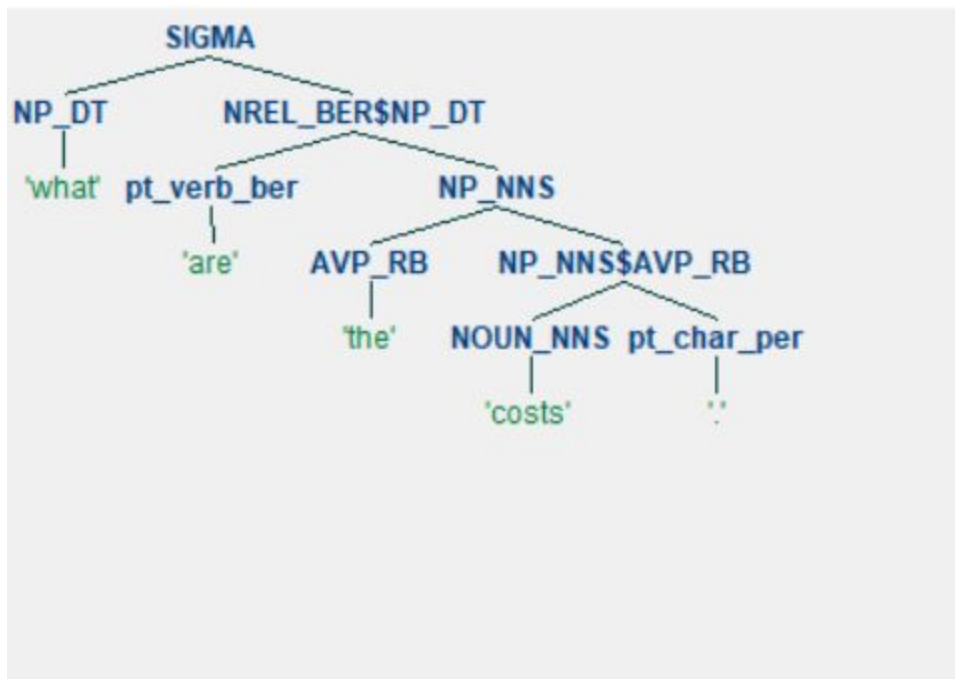 SIGMA
NP_DT NREL_BER$NP_DT
'what' pt_verb_ber NP_NNS
'are' AVP_RB NP_NNS$AVP_RB
'the' NOUN_NNS pt_char_per
'costs' '.'